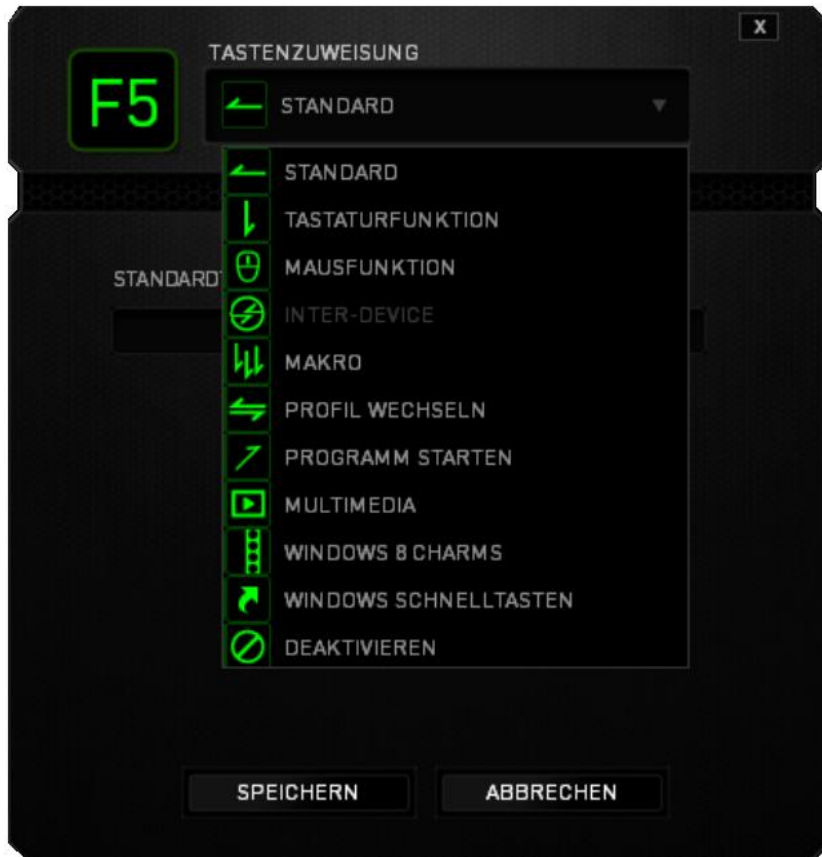 X
TASTENZUWEISUNG
F5
STANDARD
STANDARD
TASTATURFUNKTION
MAUSFUNKTION
STANDARD
INTER-DEVICE
MAKRO
PROFIL WECHSELN
PROGRAMM STARTEN
MULTIMEDIA
WINDOWS 8 CHARMS
WINDOWS SCHNELLTASTEN
DEAKTIVIEREN
SPEICHERN ABBRECHEN